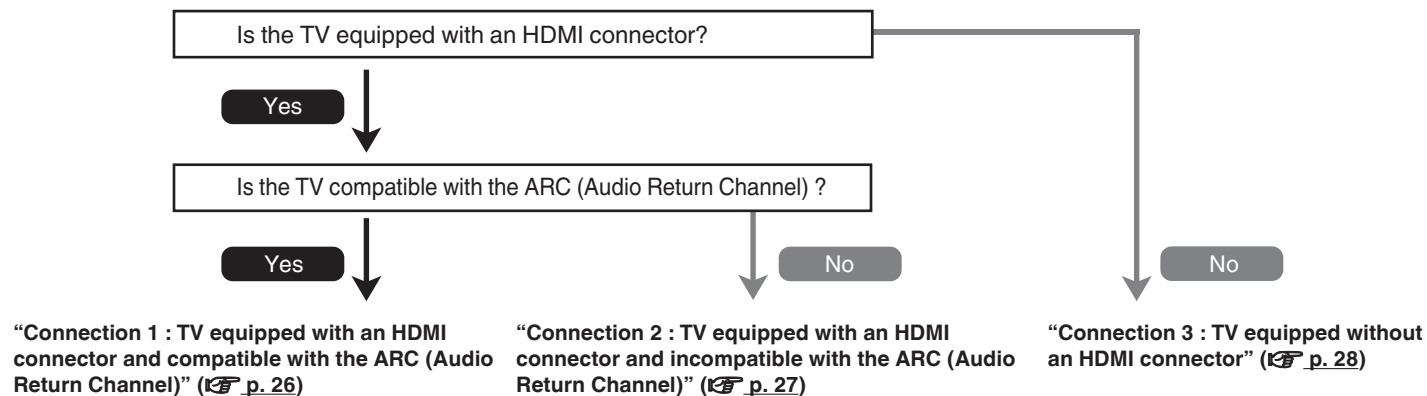 Is the TV equipped with an HDMI connector?
Yes
Is the TV compatible with the ARC (Audio Return Channel) ?
Yes
No
No
“Connection 1 : TV equipped with an HDMI
connector and compatible with the ARC (Audio
Return Channel)” (☞ p. 26)
“Connection 2 : TV equipped with an HDMI
connector and incompatible with the ARC (Audio
Return Channel)” (☞ p. 27)
“Connection 3 : TV equipped without
an HDMI connector” (☞ p. 28)